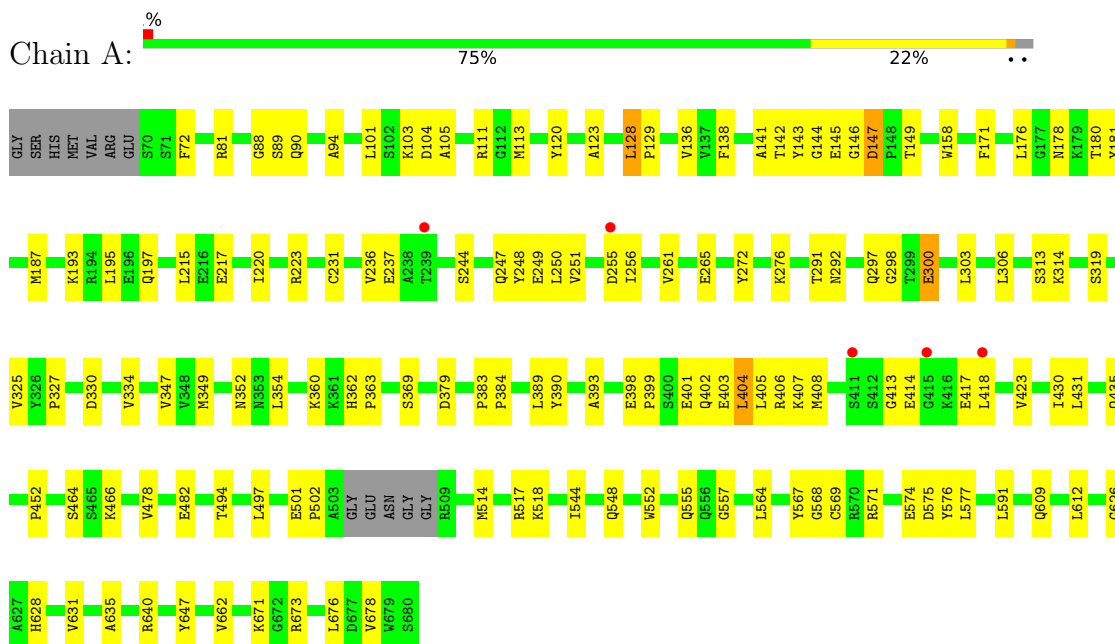 .%
Chain A:
75% 22% • •
GLY SER HIS MET VAL ARG GLU S70 S71 F72 R81 G88 S89 Q90 A94 L101 S102 K103 D104 A105 R111 G112 M113 Y120 A123 L128 P129 V136 V137 F138 A141 T142 Y143 G144 E145 G146 D147 P148 T149 W158 F171 L176 G177 N178 K179 T180 Y181
M187 K193 R194 L195 E196 Q197 L215 E216 E217 I220 R223 C231 V236 E237 A238 T239 S244 Q247 Y248 E249 L250 V251 D255 I256 V261 E265 Y272 K276 T291 N292 Q297 G298 T299 E300 L303 L306 S313 K314 S319
V325 Y326 P327 D330 V334 V347 V348 M349 N352 N353 L354 K360 K361 H362 P363 S369 D379 P383 P384 L389 Y390 A393 E398 P399 S400 E401 Q402 E403 L404 L405 R406 K407 M408 S411 S412 G413 E414 G415 K416 E417 L418 V423 I430 L431
P452 S464 S465 K466 V478 E482 T494 L497 E501 P502 A503 GLY GLU ASN GLY GLY R509 M514 R517 K518 I544 Q548 W552 Q555 Q556 G557 L564 Y567 G568 C569 R570 R571 E574 D575 Y576 L577 L591 Q609 L612
A627 H628 V631 A635 R640 Y647 V662 K671 G672 R673 L676 D677 V678 W679 S680